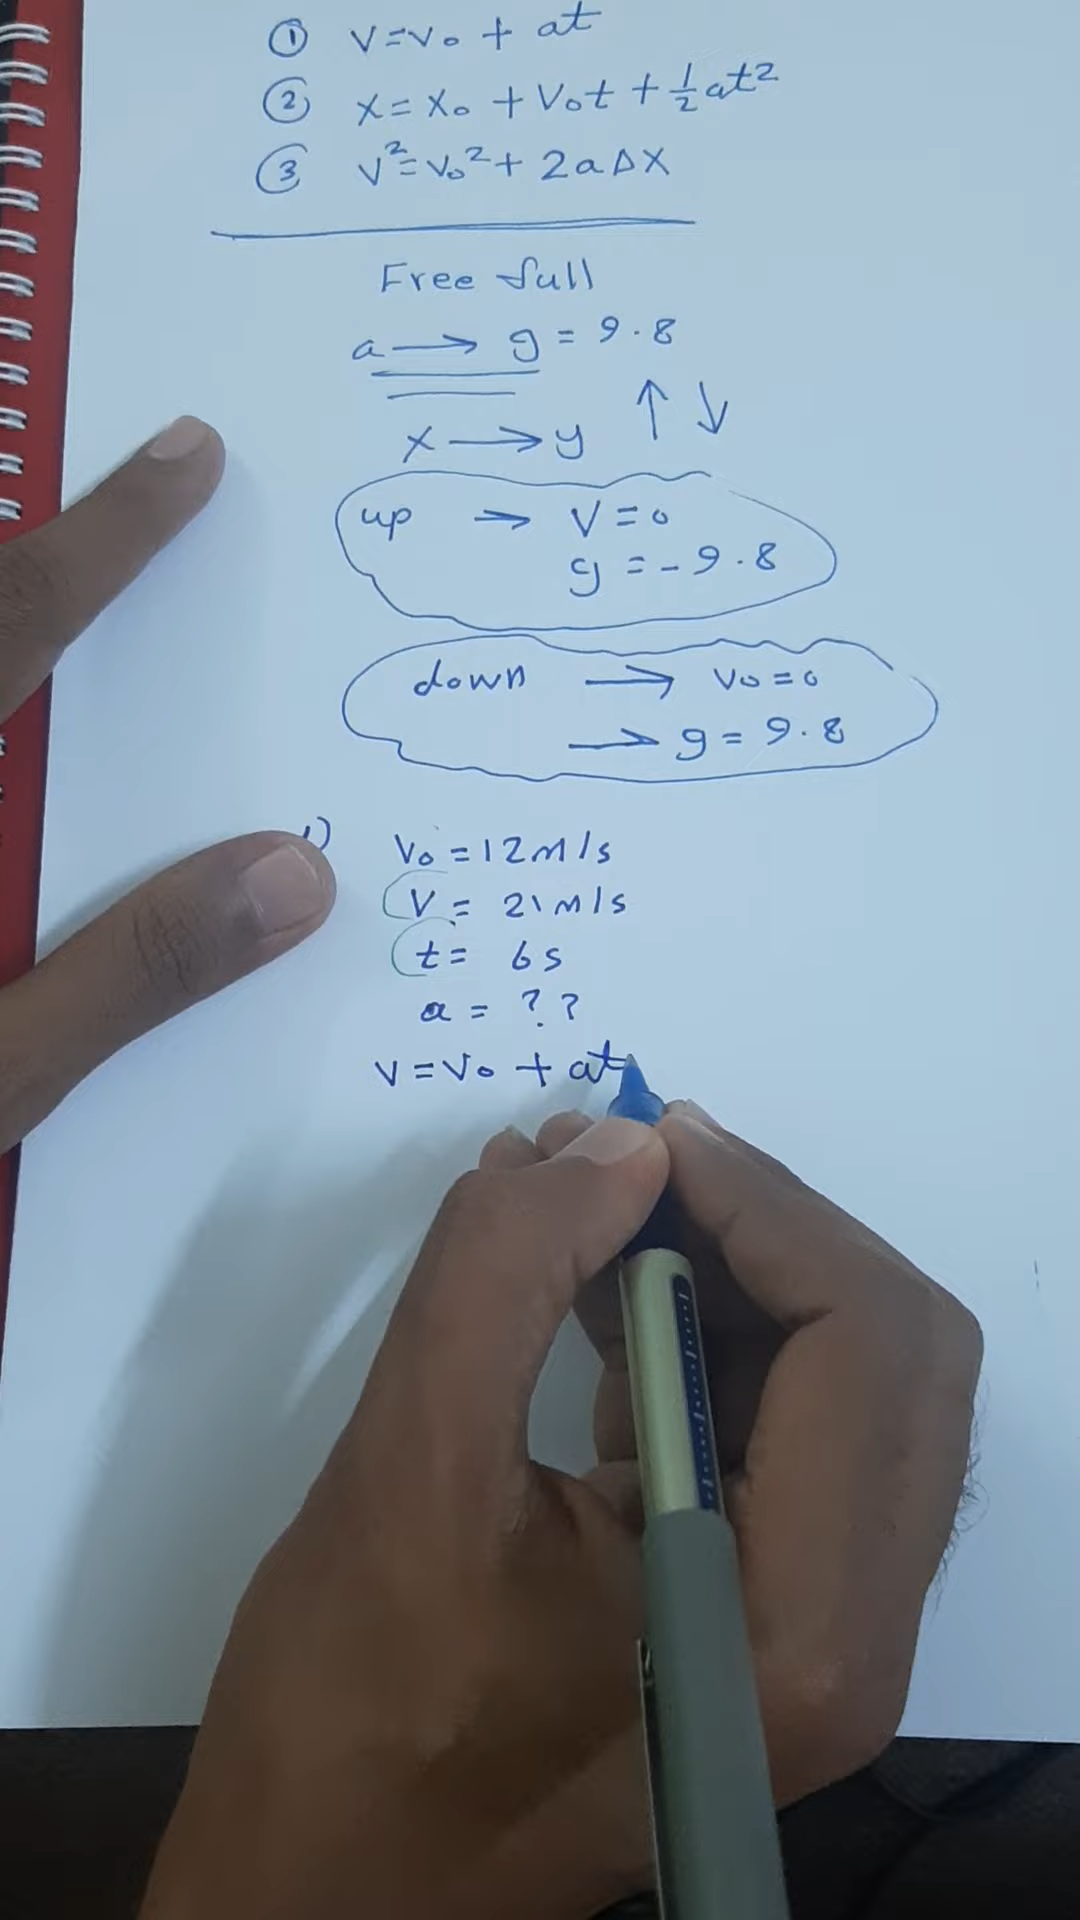 ① v=v₀ + at
② x=x₀ + v₀t + ½at²
③ v²=v₀²+ 2aΔx
Free full
a → g = 9.8
x → y ↑ ↓
up → V=0
g = -9.8
down → v₀=0
→ g = 9.8
1) v₀ = 12m/s
v = 21m/s
t = 6s
a = ??
v = v₀ + at